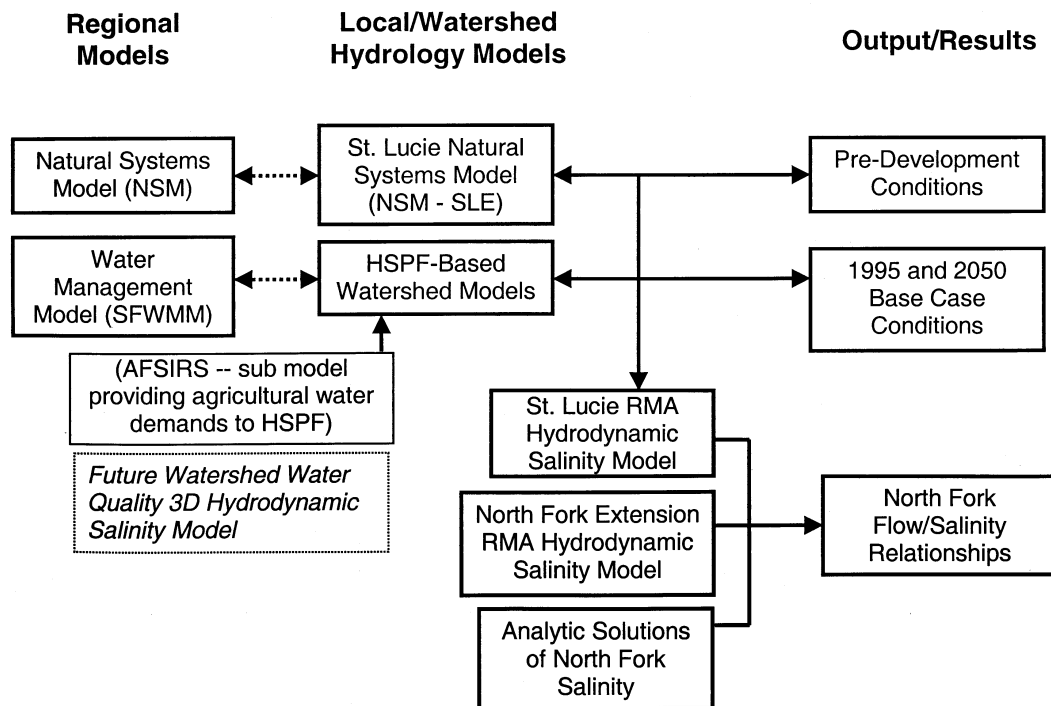 Regional
Models
Local/Watershed
Hydrology Models
Output/Results
Natural Systems
Model (NSM)
St. Lucie Natural
Systems Model
(NSM - SLE)
Pre-Development
Conditions
Water
Management
Model (SFWMM)
HSPF-Based
Watershed Models
1995 and 2050
Base Case
Conditions
(AFSIRS -- sub model
providing agricultural water
demands to HSPF)
Future Watershed Water
Quality 3D Hydrodynamic
Salinity Model
St. Lucie RMA
Hydrodynamic
Salinity Model
North Fork Extension
RMA Hydrodynamic
Salinity Model
North Fork
Flow/Salinity
Relationships
Analytic Solutions
of North Fork
Salinity